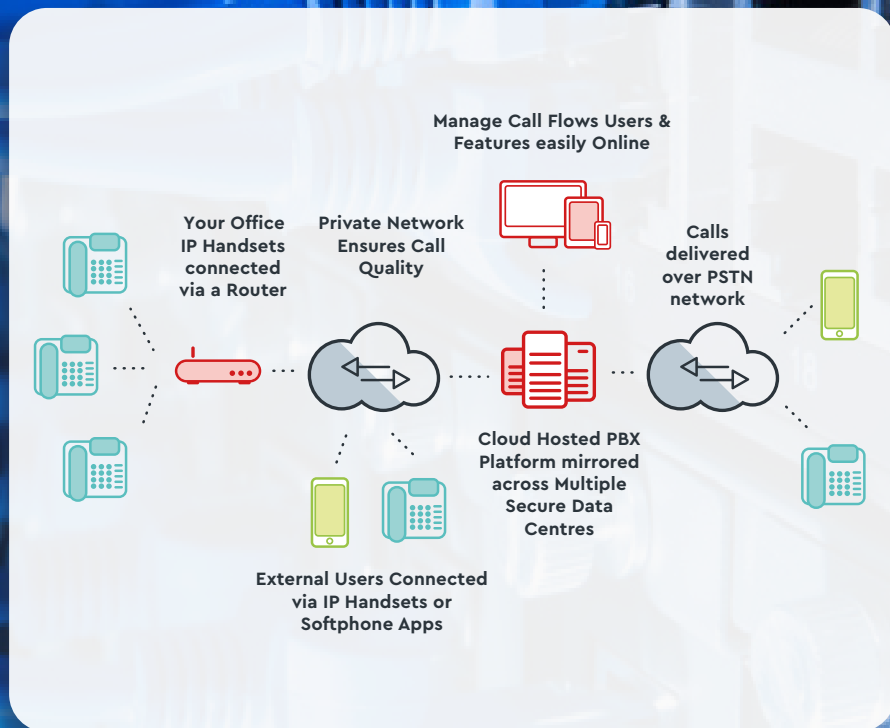 Manage Call Flows Users &
Features easily Online
Your Office
IP Handsets
connected
via a Router
Private Network
Ensures Call
Quality
Calls
delivered
over PSTN
network
Cloud Hosted PBX
Platform mirrored
across Multiple
Secure Data
Centres
External Users Connected
via IP Handsets or
Softphone Apps